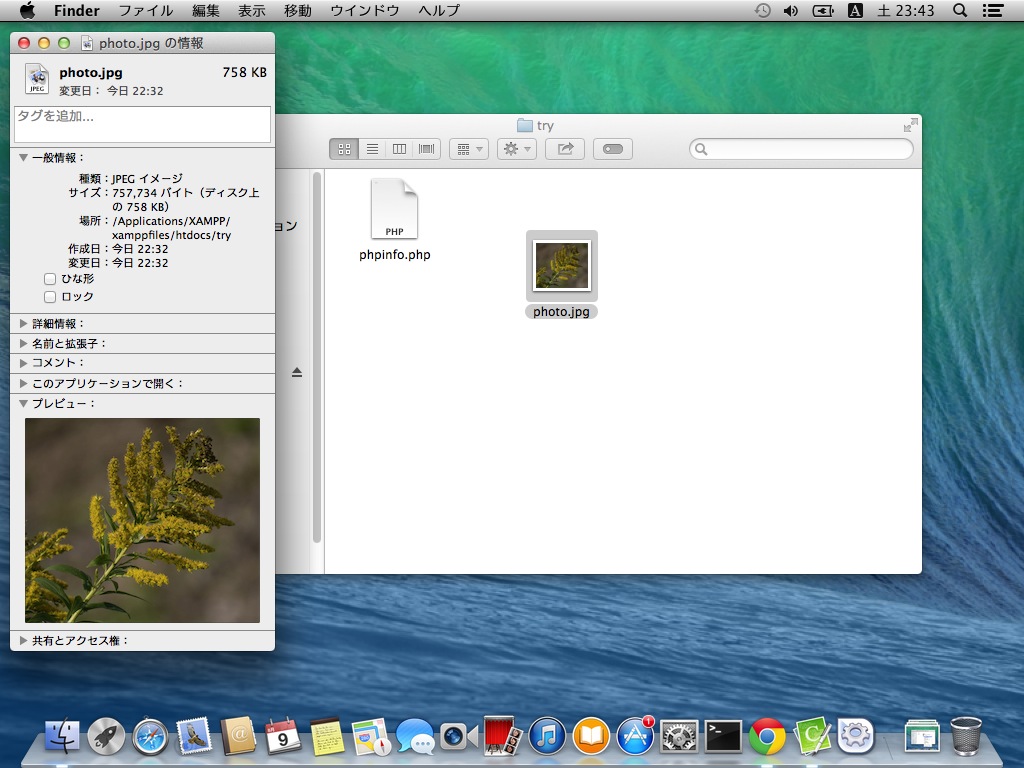 Finder ファイル 編集 表示 移動 ウインドウ ヘルプ A 土 23:43
photo.jpg の情報
photo.jpg 758 KB
変更日： 今日 22:32
タグを追加...
一般情報：
種類：JPEG イメージ
サイズ：757,734 バイト（ディスク上
の 758 KB）
場所：/Applications/XAMPP/
xamppfiles/htdocs/try
作成日：今日 22:32
変更日：今日 22:32
ひな形
ロック
詳細情報：
名前と拡張子：
コメント：
このアプリケーションで開く：
プレビュー：
共有とアクセス権：
try
ョン
PHP
phpinfo.php
photo.jpg
JPEG
9
1